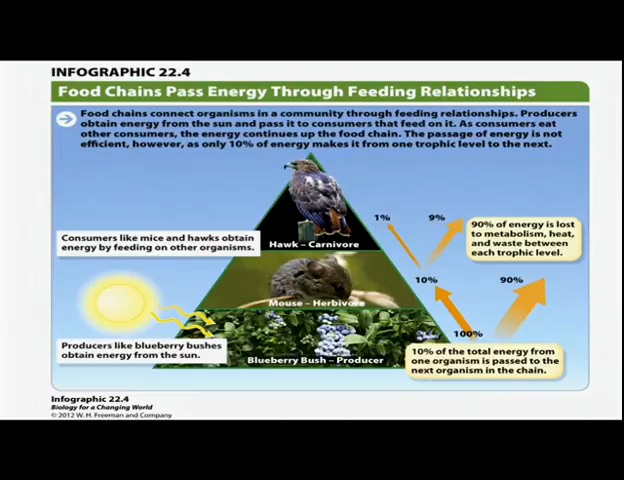 INFOGRAPHIC 22.4
Food Chains Pass Energy Through Feeding Relationships
Food chains connect organisms in a community through feeding relationships. Producers
obtain energy from the sun and pass it to consumers that feed on it. As consumers eat
other consumers, the energy continues up the food chain. The passage of energy is not
efficient, however, as only 10% of energy makes it from one trophic level to the next.
Consumers like mice and hawks obtain
energy by feeding on other organisms.
Hawk – Carnivore
1%
9%
90% of energy is lost
to metabolism, heat,
and waste between
each trophic level.
Mouse – Herbivore
10%
90%
Producers like blueberry bushes
obtain energy from the sun.
Blueberry Bush – Producer
100%
10% of the total energy from
one organism is passed to the
next organism in the chain.
Infographic 22.4
Biology for a Changing World
© 2012 W. H. Freeman and Company